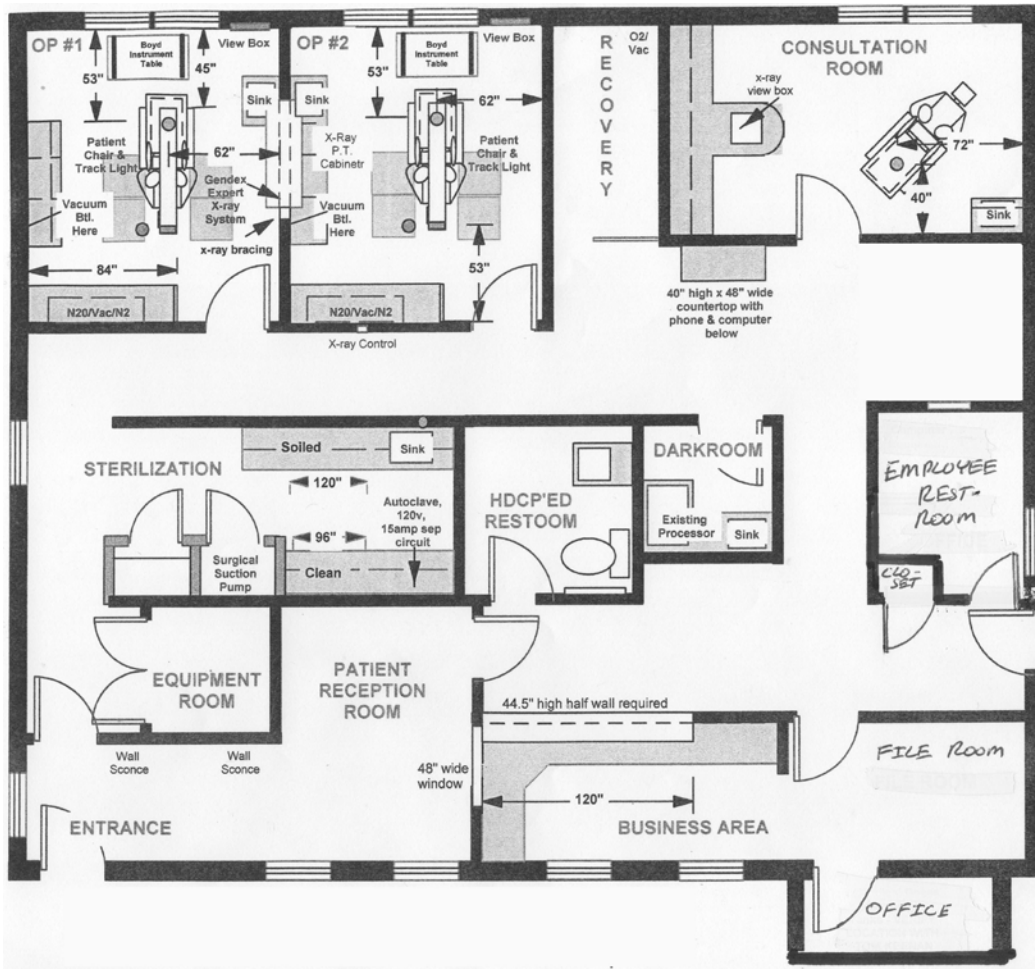 OP #1
Boyd
Instrument
Table
View Box
53"
45"
Sink
Patient
Chair &
Track Light
62"
Gendex
Expert
X-ray
System
Vacuum
Btl.
Here
x-ray bracing
84"
N20/Vac/N2
OP #2
Boyd
Instrument
Table
View Box
53"
62"
Sink
X-Ray
P.T.
Cabinetr
Patient
Chair &
Track Light
Vacuum
Btl.
Here
53"
N20/Vac/N2
X-ray Control
RECOVERY
O2/
Vac
CONSULTATION
ROOM
x-ray
view box
72"
40"
Sink
40" high x 48" wide
countertop with
phone & computer
below
STERILIZATION
Soiled
Sink
120"
96"
Autoclave,
120v,
15amp sep
circuit
Clean
Surgical
Suction
Pump
HDCP'ED
RESTOOM
DARKROOM
Existing
Processor
Sink
EMPLOYEE
REST-
ROOM
CLO-
SET
EQUIPMENT
ROOM
PATIENT
RECEPTION
ROOM
44.5" high half wall required
Wall
Sconce
Wall
Sconce
48" wide
window
120"
FILE ROOM
ENTRANCE
BUSINESS AREA
OFFICE